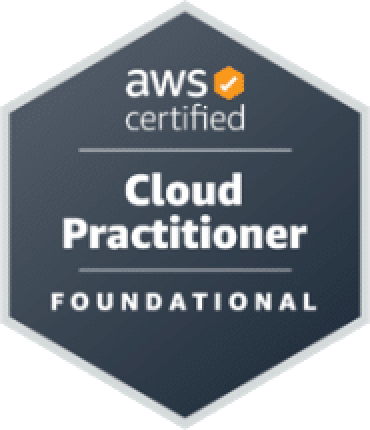 aws
certified
Cloud
Practitioner
FOUNDATIONAL